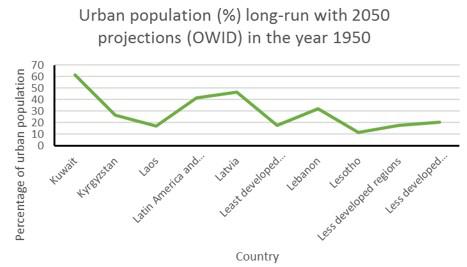 Urban population (%) long-run with 2050
projections (OWID) in the year 1950
Percentage of urban population
70
60
50
40
30
20
10
0
Kuwait
Kyrgyzstan
Laos
Latin America and...
Latvia
Least developed...
Lebanon
Lesotho
Less developed regions
Less developed...
Country